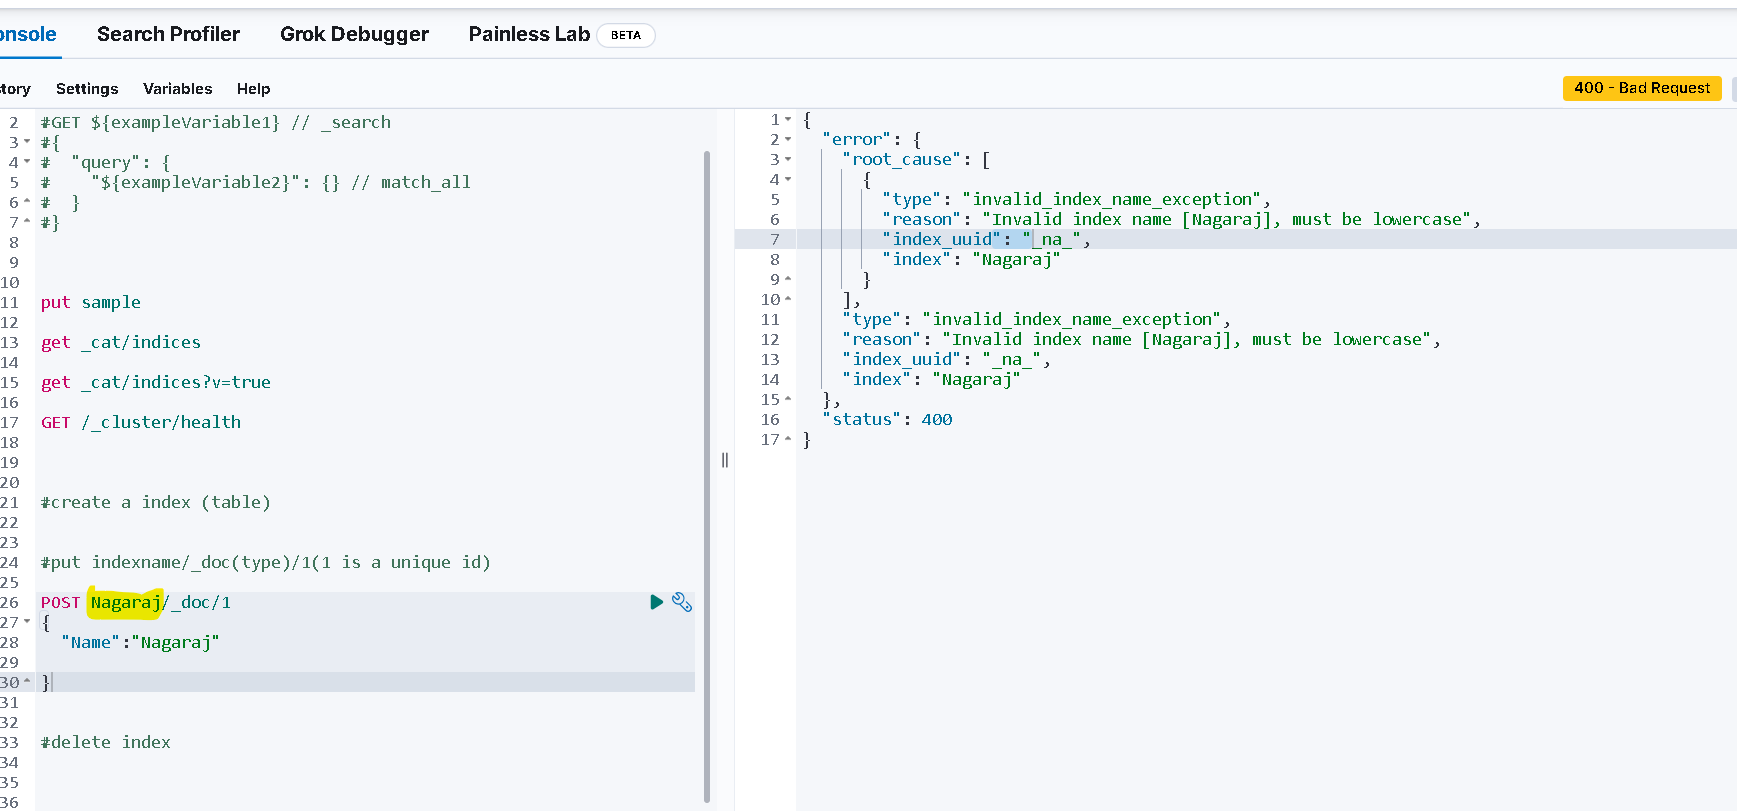 onsole Search Profiler Grok Debugger Painless Lab BETA
tory Settings Variables Help 400 - Bad Request
2 #GET ${exampleVariable1} // _search
3 #{
4 #  "query": {
5 #    "${exampleVariable2}": {} // match_all
6 #  }
7 #}
8
9
10
11 put sample
12
13 get _cat/indices
14
15 get _cat/indices?v=true
16
17 GET /_cluster/health
18
19
20
21 #create a index (table)
22
23
24 #put indexname/_doc(type)/1(1 is a unique id)
25
26 POST Nagaraj/_doc/1
27 {
28   "Name":"Nagaraj"
29
30 }
31
32
33 #delete index
34
35
36
1 {
2   "error": {
3     "root_cause": [
4       {
5         "type": "invalid_index_name_exception",
6         "reason": "Invalid index name [Nagaraj], must be lowercase",
7         "index_uuid": "_na_",
8         "index": "Nagaraj"
9       }
10     ],
11     "type": "invalid_index_name_exception",
12     "reason": "Invalid index name [Nagaraj], must be lowercase",
13     "index_uuid": "_na_",
14     "index": "Nagaraj"
15   },
16   "status": 400
17 }